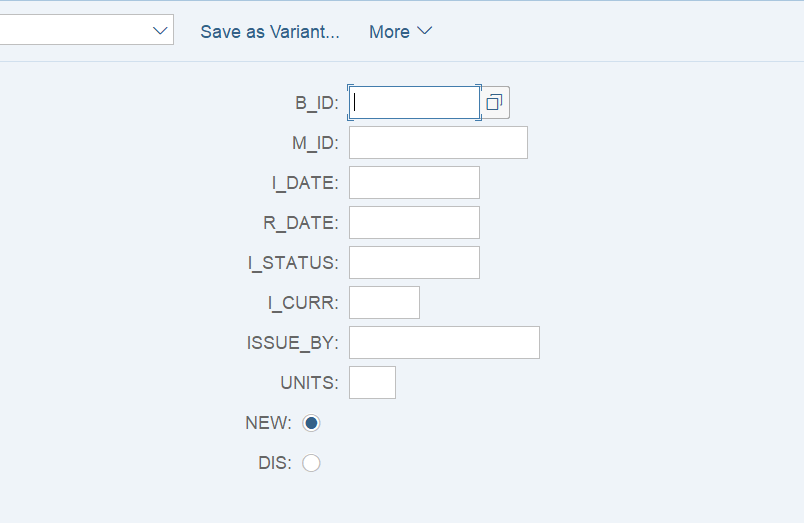 Save as Variant... More
B_ID:
M_ID:
I_DATE:
R_DATE:
I_STATUS:
I_CURR:
ISSUE_BY:
UNITS:
NEW:
DIS: